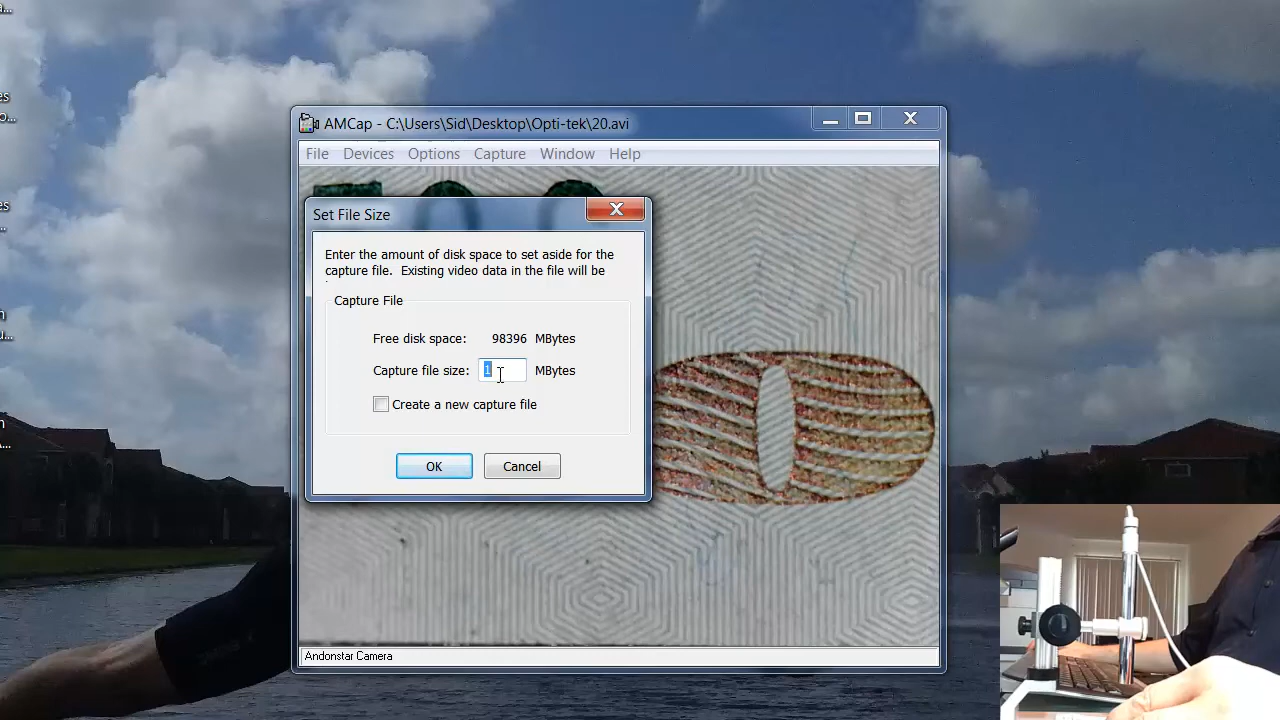 AMCap - C:\Users\Sid\Desktop\Opti-tek\20.avi
File Devices Options Capture Window Help
Set File Size
Enter the amount of disk space to set aside for the
capture file. Existing video data in the file will be
Capture File
Free disk space: 98396 MBytes
Capture file size: 1 MBytes
Create a new capture file
OK Cancel
Andonstar Camera